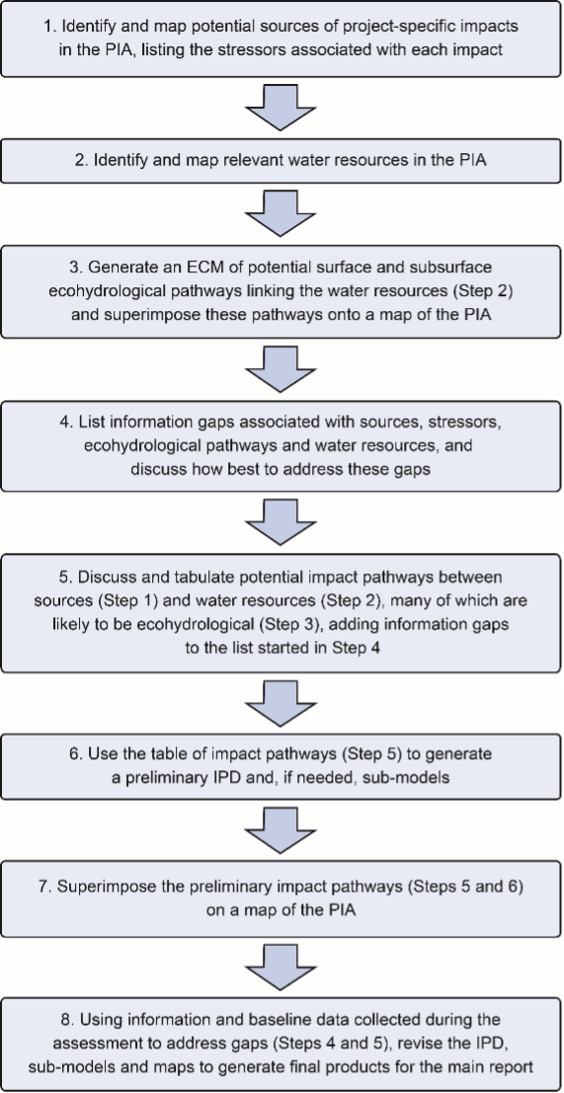 1. Identify and map potential sources of project-specific impacts
in the PIA, listing the stressors associated with each impact
2. Identify and map relevant water resources in the PIA
3. Generate an ECM of potential surface and subsurface
ecohydrological pathways linking the water resources (Step 2)
and superimpose these pathways onto a map of the PIA
4. List information gaps associated with sources, stressors,
ecohydrological pathways and water resources, and
discuss how best to address these gaps
5. Discuss and tabulate potential impact pathways between
sources (Step 1) and water resources (Step 2), many of which are
likely to be ecohydrological (Step 3), adding information gaps
to the list started in Step 4
6. Use the table of impact pathways (Step 5) to generate
a preliminary IPD and, if needed, sub-models
7. Superimpose the preliminary impact pathways (Steps 5 and 6)
on a map of the PIA
8. Using information and baseline data collected during the
assessment to address gaps (Steps 4 and 5), revise the IPD,
sub-models and maps to generate final products for the main report